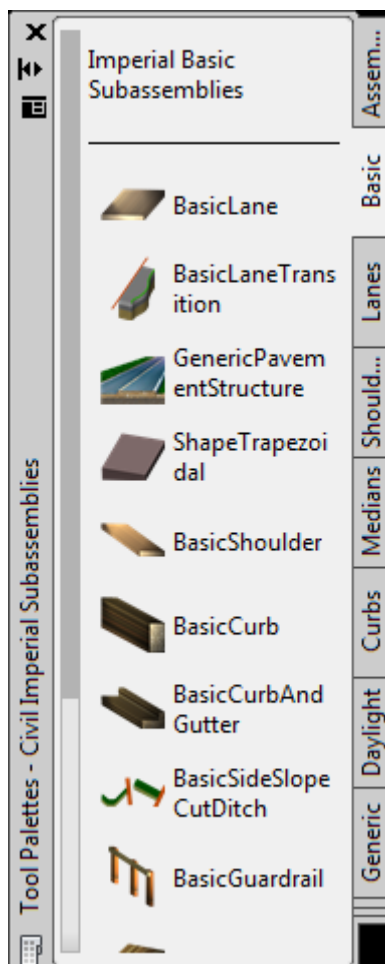 Imperial Basic
Subassemblies
BasicLane
BasicLaneTrans
ition
GenericPavem
entStructure
ShapeTrapezoi
dal
BasicShoulder
BasicCurb
BasicCurbAnd
Gutter
BasicSideSlope
CutDitch
BasicGuardrail
Assem...
Basic
Lanes
Should...
Medians
Curbs
Daylight
Generic
Tool Palettes - Civil Imperial Subassemblies